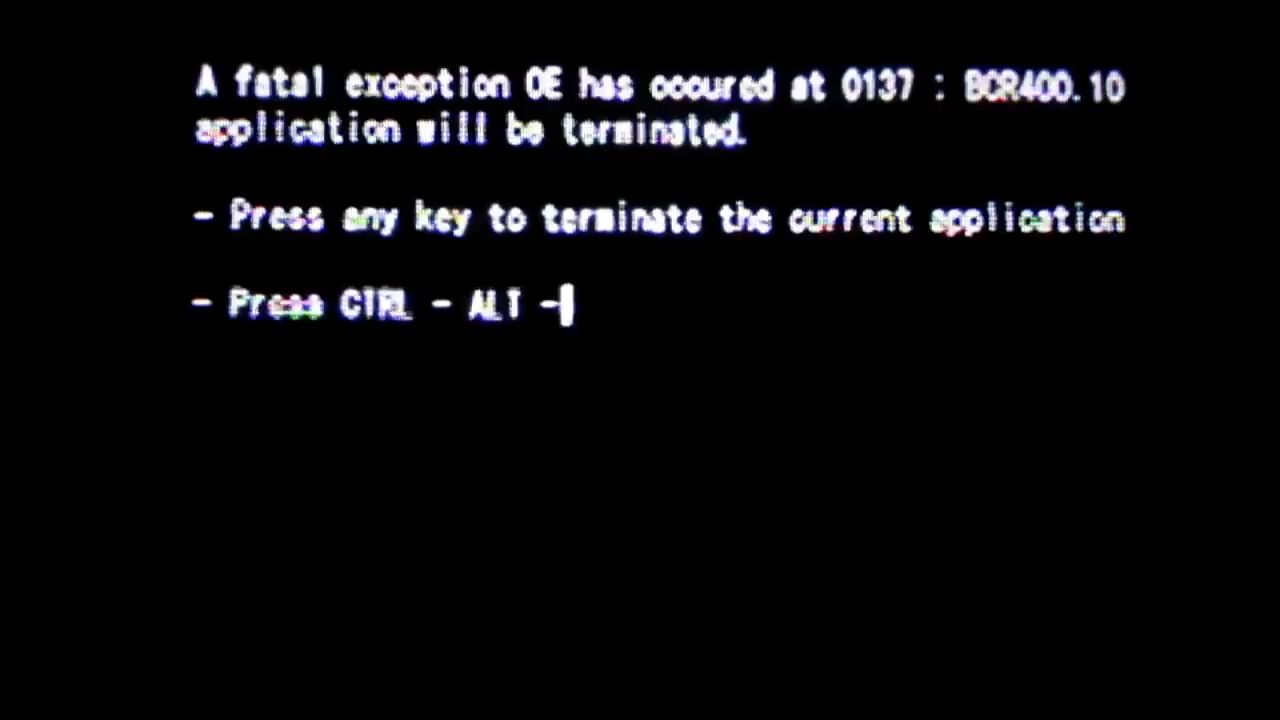 A fatal exception OE has occured at 0137 : BCR400.10
application will be terminated.
- Press any key to terminate the current application
- Press CTRL - ALT -